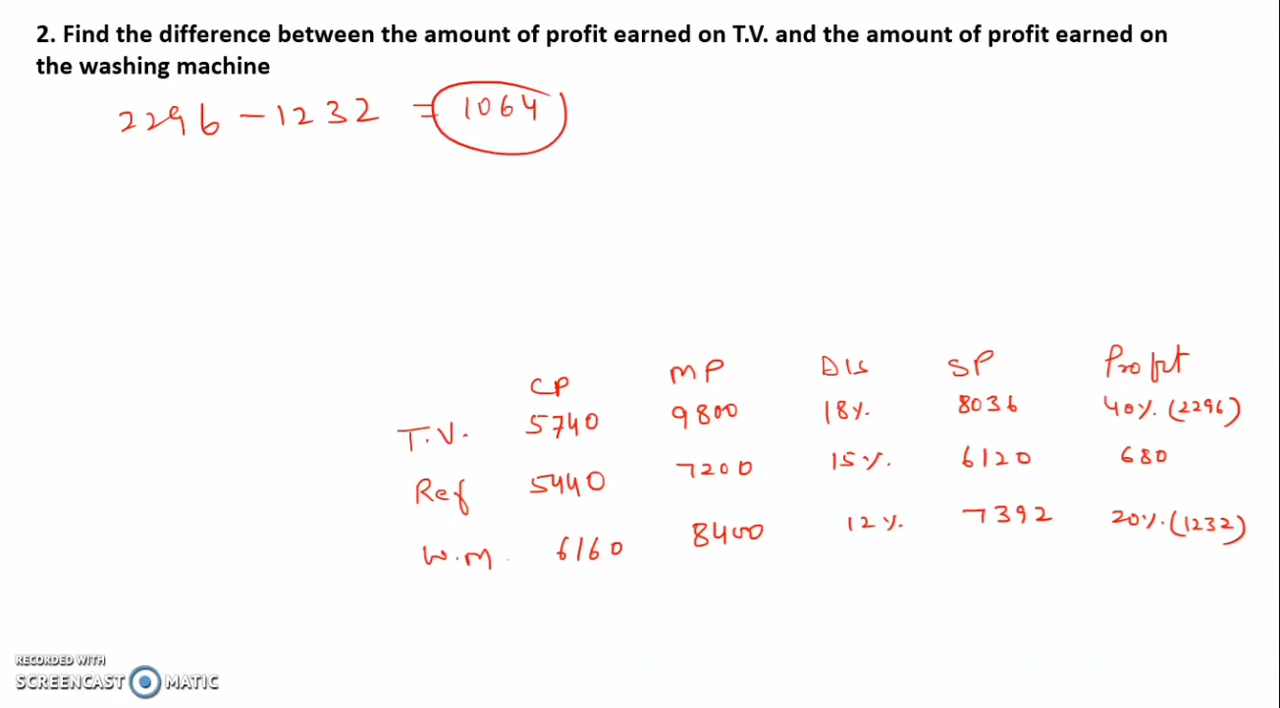 2. Find the difference between the amount of profit earned on T.V. and the amount of profit earned on
the washing machine
2296 - 1232 = 1064
CP MP DIS SP Profit
T.V. 5740 9800 18%. 8036 40%. (2296)
Ref 5440 7200 15%. 6120 680
W.M. 6160 8400 12%. 7392 20%. (1232)
RECORDED WITH
SCREENCAST MATIC